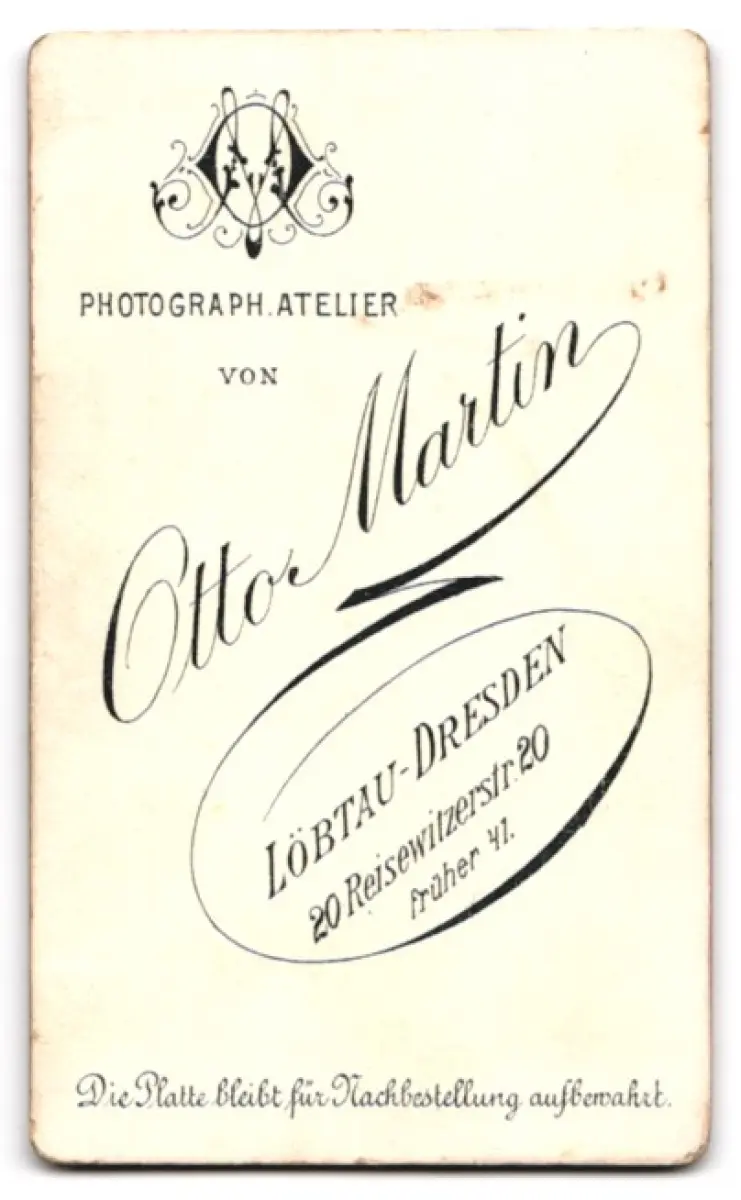 PHOTOGRAPH. ATELIER
VON
Otto Martin
LÖBTAU-DRESDEN
20 Reisewitzerstr. 20
früher 41.
Die Platte bleibt für Nachbestellung aufbewahrt.